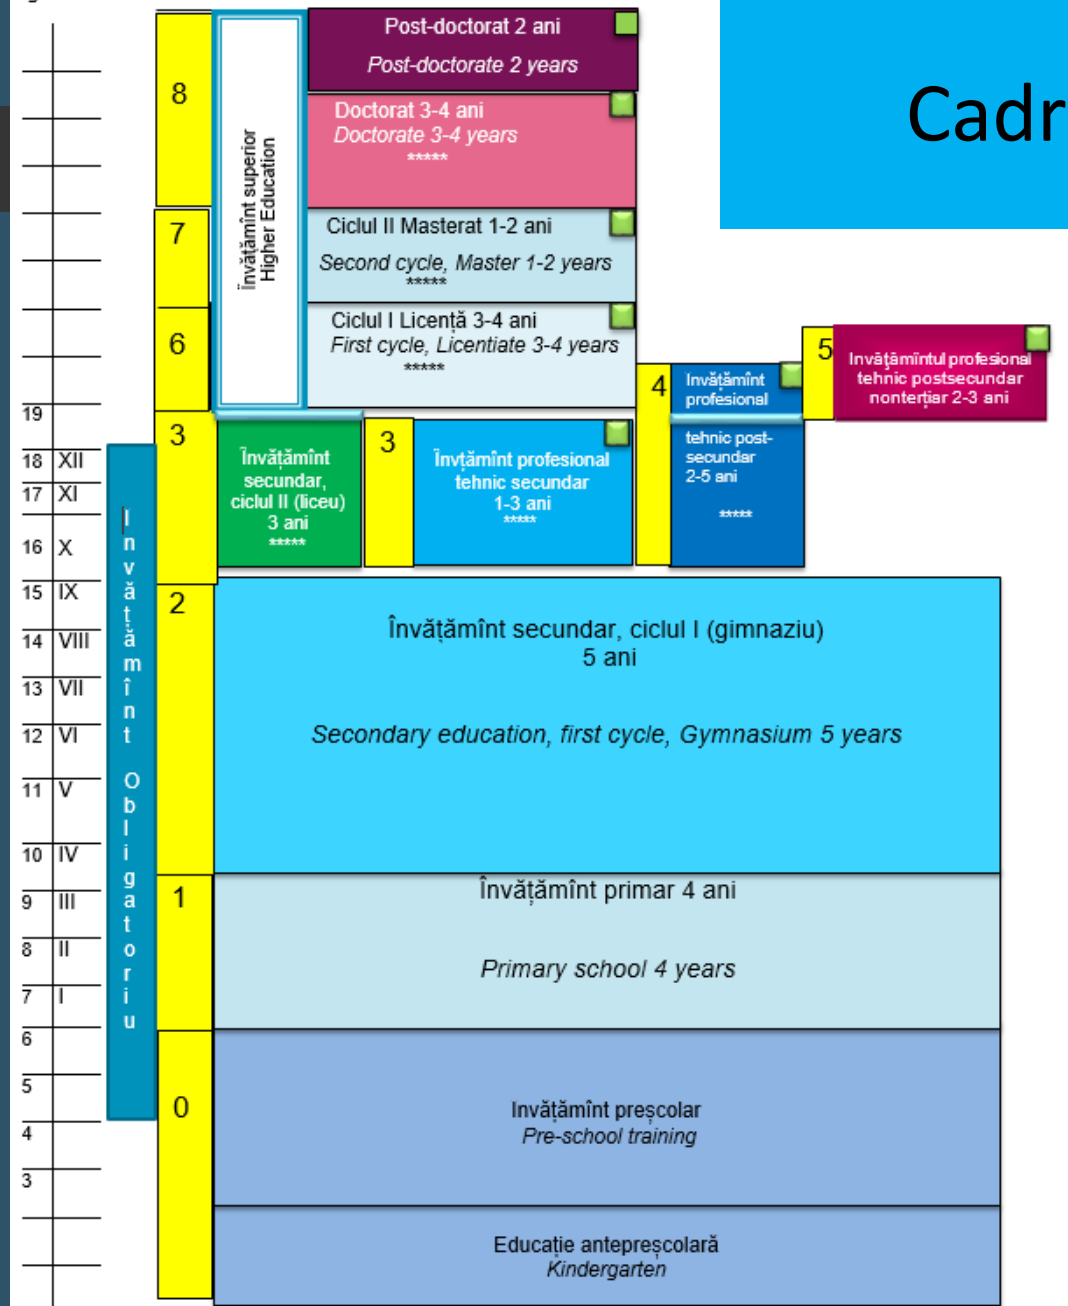 Cadr
8
Învățămînt superior
Higher Education
Post-doctorat 2 ani
Post-doctorate 2 years
Doctorat 3-4 ani
Doctorate 3-4 years
*****
7
Ciclul II Masterat 1-2 ani
Second cycle, Master 1-2 years
*****
6
Ciclul I Licență 3-4 ani
First cycle, Licentiate 3-4 years
*****
5
Invățămîntul profesional
tehnic postsecundar
nonterțiar 2-3 ani
4
Invățămînt
profesional
tehnic post-
secundar
2-5 ani
*****
3
Învățămînt
secundar,
ciclul II (liceu)
3 ani
*****
3
Învțămînt profesional
tehnic secundar
1-3 ani
*****
19
18 XII
17 XI
16 X
15 IX
14 VIII
13 VII
12 VI
11 V
10 IV
9 III
8 II
7 I
6
5
4
3
Invățămînt Obligatoriu
2
Învățămînt secundar, ciclul I (gimnaziu)
5 ani
Secondary education, first cycle, Gymnasium 5 years
1
Învățămînt primar 4 ani
Primary school 4 years
0
Invățămînt preșcolar
Pre-school training
Educație antepreșcolară
Kindergarten